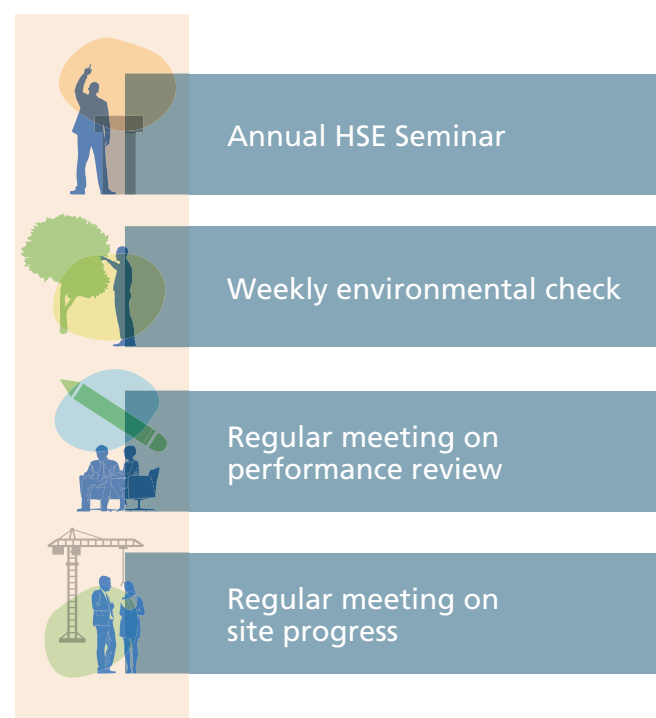 Annual HSE Seminar
Weekly environmental check
Regular meeting on
performance review
Regular meeting on
site progress